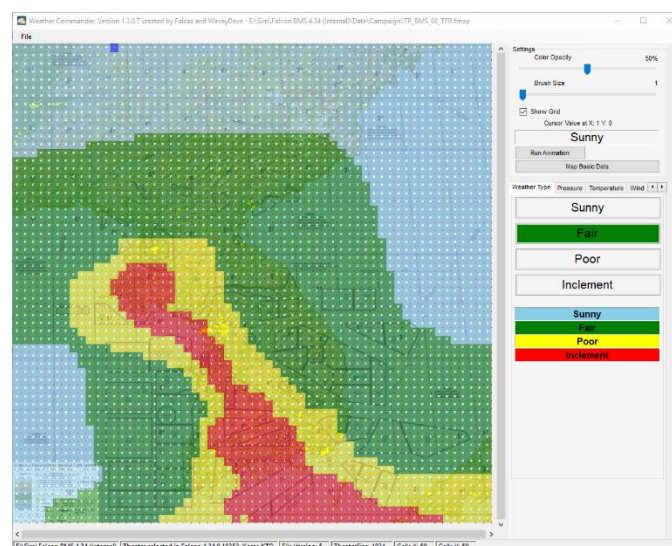 Weather Commander. Version 1.3.0.7 created by Falcas and WaveyDave - E:\Sim\Falcon BMS 4.34 (Internal)\Data\Campaign\TR_BMS_08_TFR.fmap
File
Settings
Color Opacity 50%
Brush Size 1
Show Grid
Cursor Value at X: 1 Y: 0
Sunny
Run Animation
Map Basic Data
Weather Type Pressure Temperature Wind
Sunny
Fair
Poor
Inclement
Sunny
Fair
Poor
Inclement